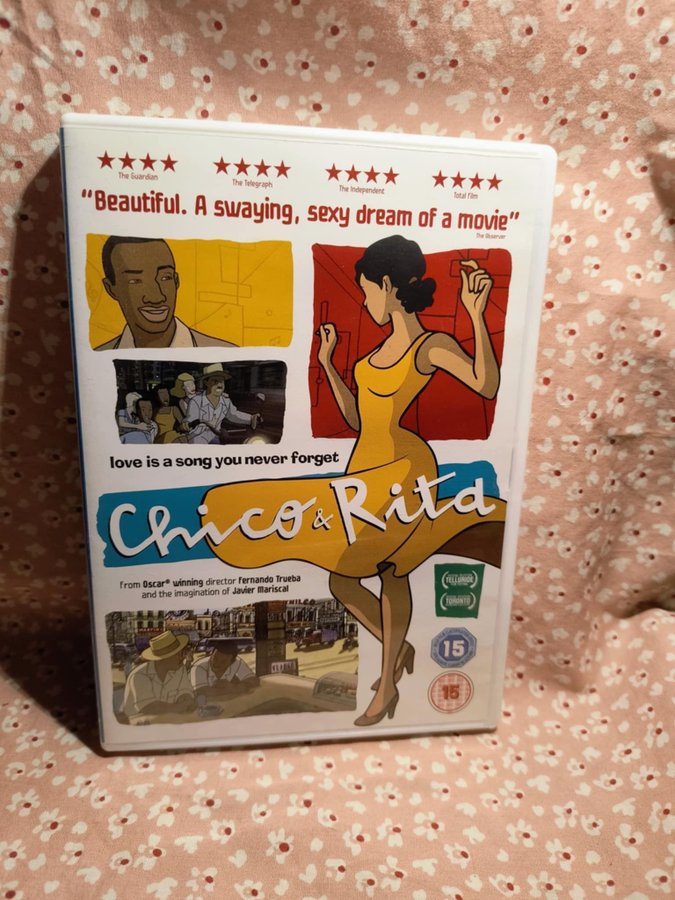 ★★★★ ★★★★ ★★★★ ★★★★
The Guardian
The Telegraph
The Independent
Total Film
“Beautiful. A swaying, sexy dream of a movie”
The Observer
love is a song you never forget
Chico & Rita
from Oscar® winning director Fernando Trueba
and the imagination of Javier Mariscal
TELLURIDE
TORONTO
15
15